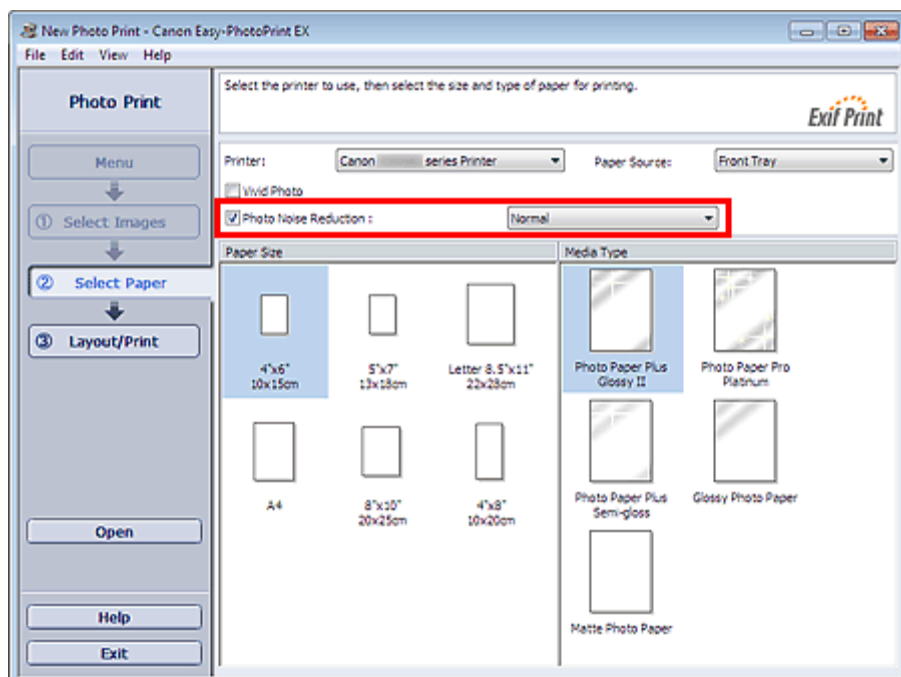 New Photo Print - Canon Easy-PhotoPrint EX
File Edit View Help
Photo Print
Select the printer to use, then select the size and type of paper for printing.
Exif Print
Menu
Printer:
Canon series Printer
Paper Source:
Front Tray
Vivid Photo
① Select Images
Photo Noise Reduction :
Normal
Paper Size
Media Type
② Select Paper
③ Layout/Print
4"x6"
10x15cm
5"x7"
13x18cm
Letter 8.5"x11"
22x28cm
Photo Paper Plus
Glossy II
Photo Paper Pro
Platinum
A4
8"x10"
20x25cm
4"x8"
10x20cm
Photo Paper Plus
Semi-gloss
Glossy Photo Paper
Open
Matte Photo Paper
Help
Exit